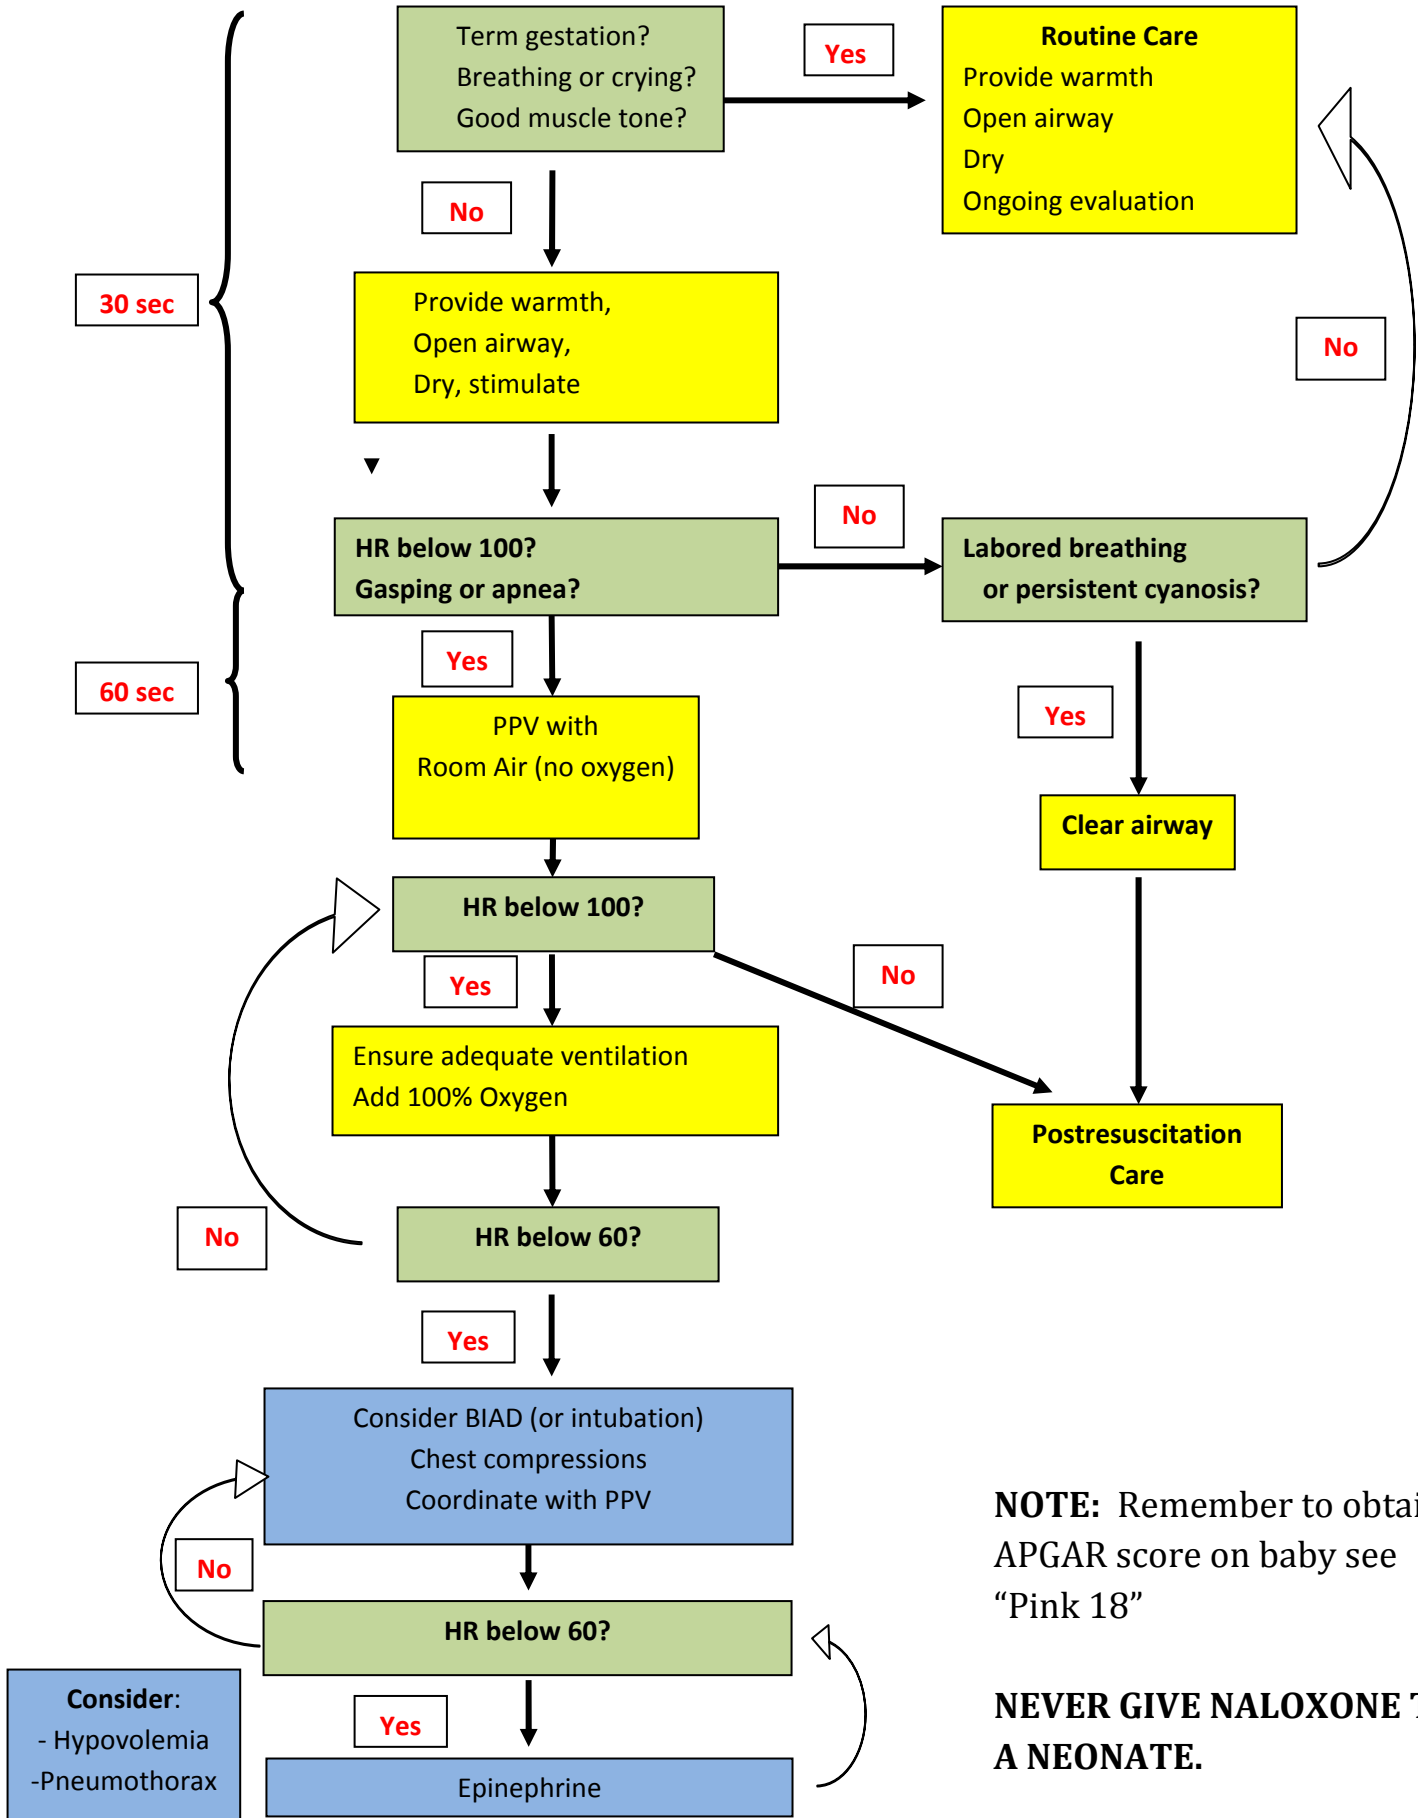 Term gestation?
Breathing or crying?
Good muscle tone?
Yes
Routine Care
Provide warmth
Open airway
Dry
Ongoing evaluation
No
30 sec
Provide warmth,
Open airway,
Dry, stimulate
No
HR below 100?
Gasping or apnea?
No
Labored breathing
or persistent cyanosis?
Yes
60 sec
PPV with
Room Air (no oxygen)
Yes
Clear airway
HR below 100?
Yes
No
Ensure adequate ventilation
Add 100% Oxygen
Postresuscitation
Care
No
HR below 60?
Yes
Consider BIAD (or intubation)
Chest compressions
Coordinate with PPV
No
HR below 60?
Consider:
- Hypovolemia
-Pneumothorax
Yes
Epinephrine
NOTE: Remember to obtai
APGAR score on baby see
“Pink 18”
NEVER GIVE NALOXONE T
A NEONATE.